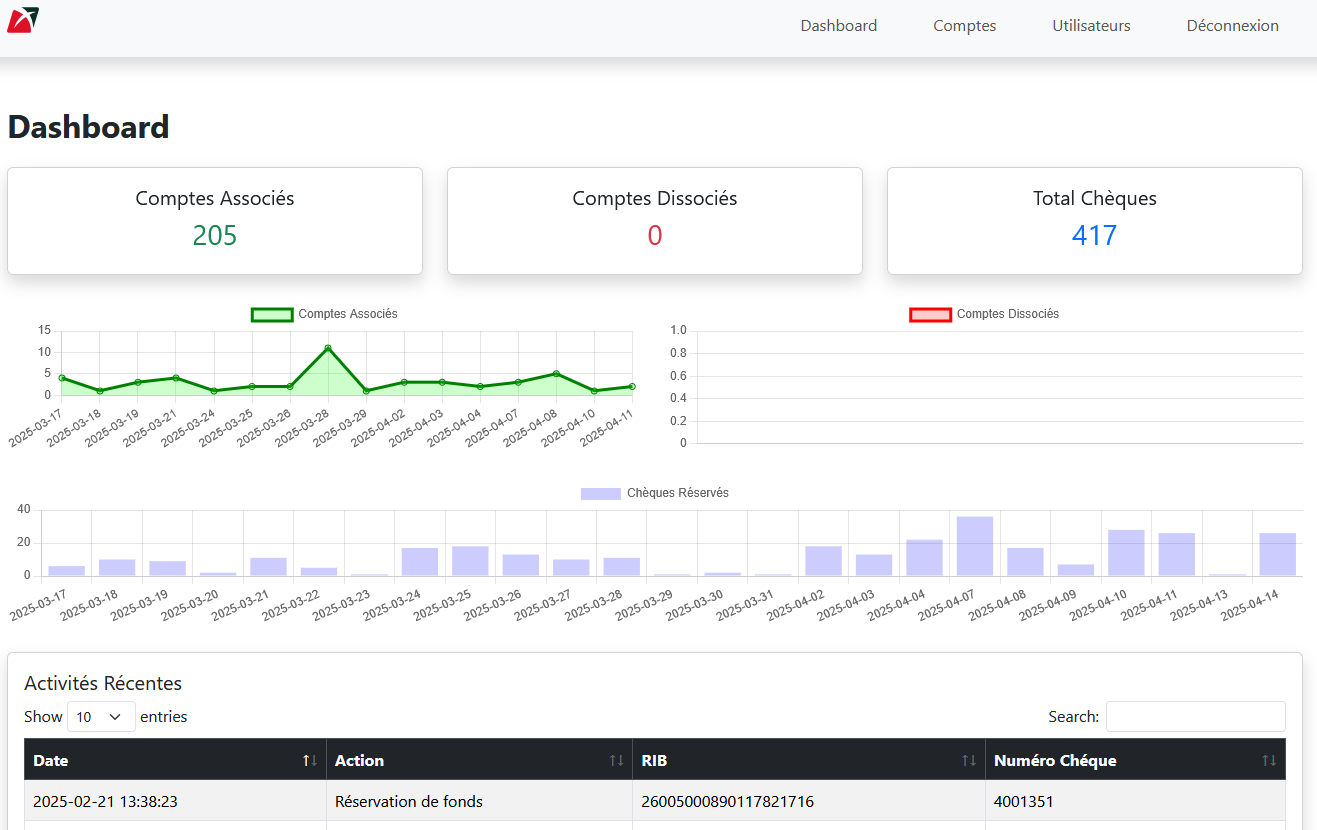 Dashboard Comptes Utilisateurs Déconnexion
Dashboard
Comptes Associés Comptes Dissociés Total Chèques
205 0 417
Comptes Associés
15
10
5
0
2025-03-17 2025-03-18 2025-03-19 2025-03-21 2025-03-24 2025-03-25 2025-03-26 2025-03-28 2025-03-29 2025-04-02 2025-04-03 2025-04-04 2025-04-07 2025-04-08 2025-04-10 2025-04-11
Comptes Dissociés
1.0
0.8
0.6
0.4
0.2
0
Chèques Réservés
40
20
0
2025-03-17 2025-03-18 2025-03-19 2025-03-20 2025-03-21 2025-03-22 2025-03-23 2025-03-24 2025-03-25 2025-03-26 2025-03-27 2025-03-28 2025-03-29 2025-03-30 2025-03-31 2025-04-02 2025-04-03 2025-04-04 2025-04-07 2025-04-08 2025-04-09 2025-04-10 2025-04-11 2025-04-13 2025-04-14
Activités Récentes
Show 10 entries Search:
Date Action RIB Numéro Chéque
2025-02-21 13:38:23 Réservation de fonds 26005000890117821716 4001351